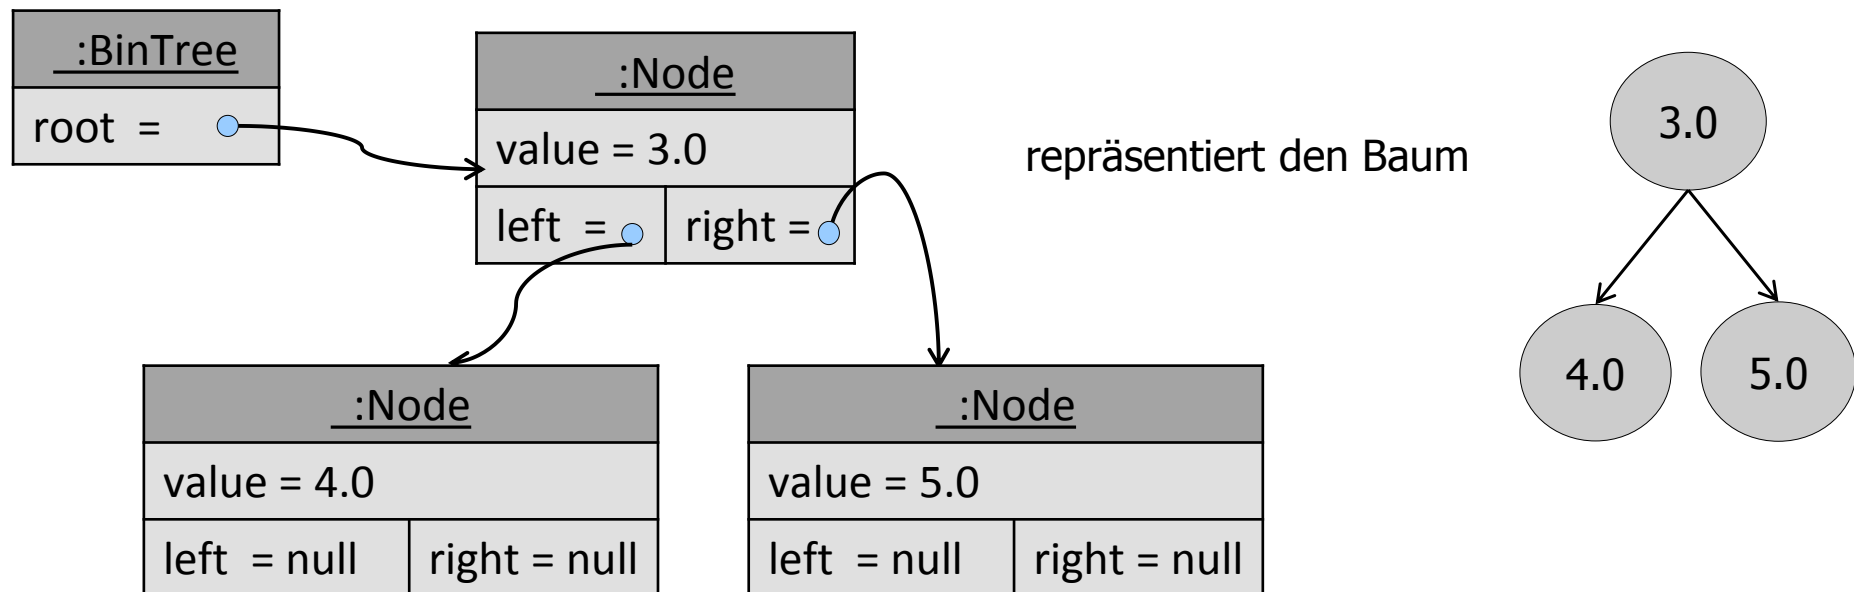 :BinTree
root =
:Node
value = 3.0
left =
right =
repräsentiert den Baum
3.0
4.0
5.0
:Node
value = 4.0
left = null
right = null
:Node
value = 5.0
left = null
right = null